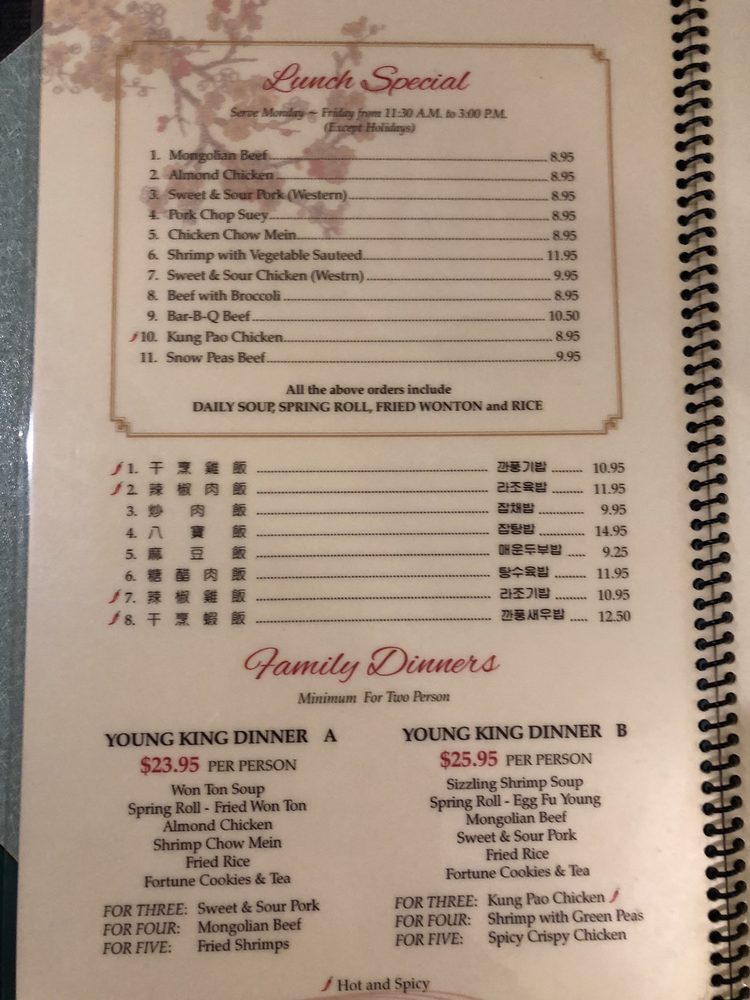 Lunch Special
Serve Monday ~ Friday from 11:30 A.M. to 3:00 P.M.
(Except Holidays)
1. Mongolian Beef 8.95
2. Almond Chicken 8.95
3. Sweet & Sour Pork (Western) 8.95
4. Pork Chop Suey 8.95
5. Chicken Chow Mein 8.95
6. Shrimp with Vegetable Sauteed 11.95
7. Sweet & Sour Chicken (Westrn) 9.95
8. Beef with Broccoli 8.95
9. Bar-B-Q Beef 10.50
10. Kung Pao Chicken 8.95
11. Snow Peas Beef 9.95
All the above orders include
DAILY SOUP, SPRING ROLL, FRIED WONTON and RICE
1. 干烹雞飯 깐풍기밥 10.95
2. 辣椒肉飯 라조육밥 11.95
3. 炒肉飯 잡채밥 9.95
4. 八寶飯 잡탕밥 14.95
5. 麻豆飯 매운두부밥 9.25
6. 糖醋肉飯 탕수육밥 11.95
7. 辣椒雞飯 라조기밥 10.95
8. 干烹蝦飯 깐풍새우밥 12.50
Family Dinners
Minimum For Two Person
YOUNG KING DINNER A
$23.95 PER PERSON
Won Ton Soup
Spring Roll - Fried Won Ton
Almond Chicken
Shrimp Chow Mein
Fried Rice
Fortune Cookies & Tea
FOR THREE: Sweet & Sour Pork
FOR FOUR: Mongolian Beef
FOR FIVE: Fried Shrimps
YOUNG KING DINNER B
$25.95 PER PERSON
Sizzling Shrimp Soup
Spring Roll - Egg Fu Young
Mongolian Beef
Sweet & Sour Pork
Fried Rice
Fortune Cookies & Tea
FOR THREE: Kung Pao Chicken
FOR FOUR: Shrimp with Green Peas
FOR FIVE: Spicy Crispy Chicken
Hot and Spicy